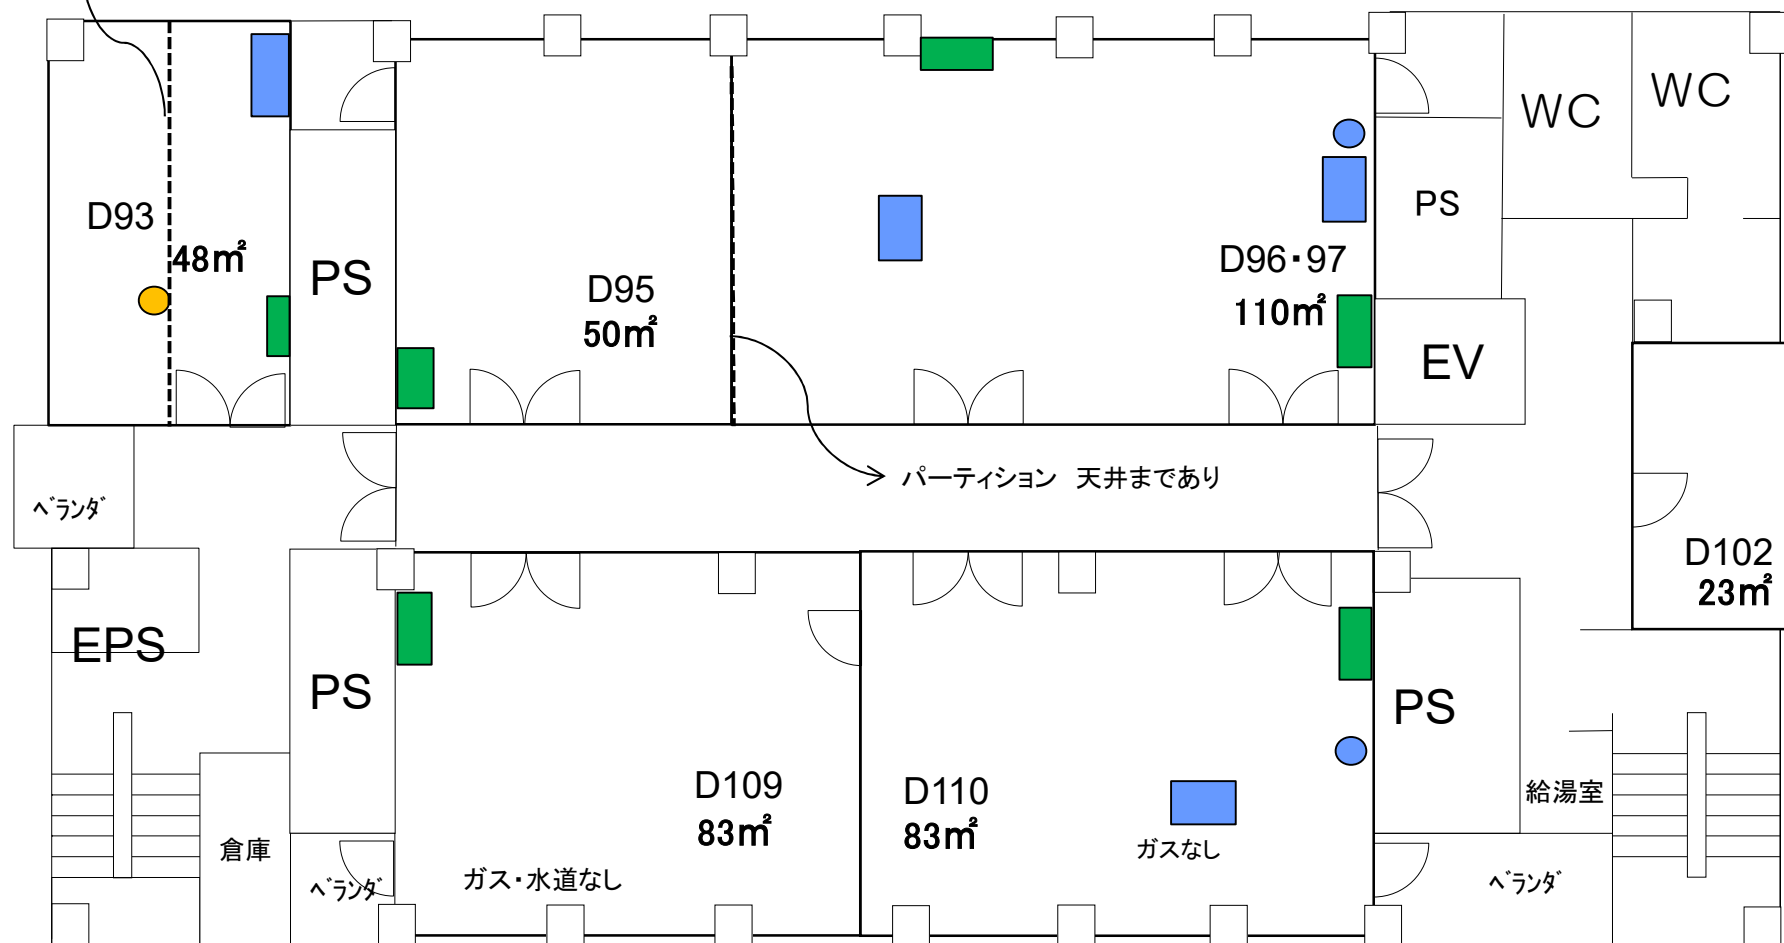 WC
WC
D93
48㎡
PS
PS
D95
50㎡
D96・97
110㎡
EV
パーティション 天井まであり
ベランダ
D102
23㎡
EPS
PS
PS
D109
83㎡
D110
83㎡
給湯室
倉庫
ガスなし
ベランダ
ガス・水道なし
ベランダ